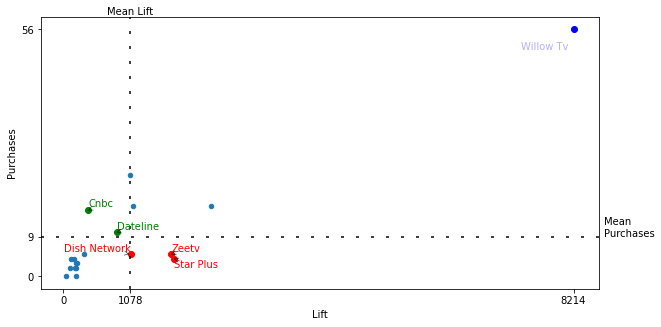 Mean Lift
56
Willow Tv
Purchases
Cnbc
Dateline
Mean
Purchases
9
Dish Network
Zeetv
Star Plus
0
0
1078
8214
Lift